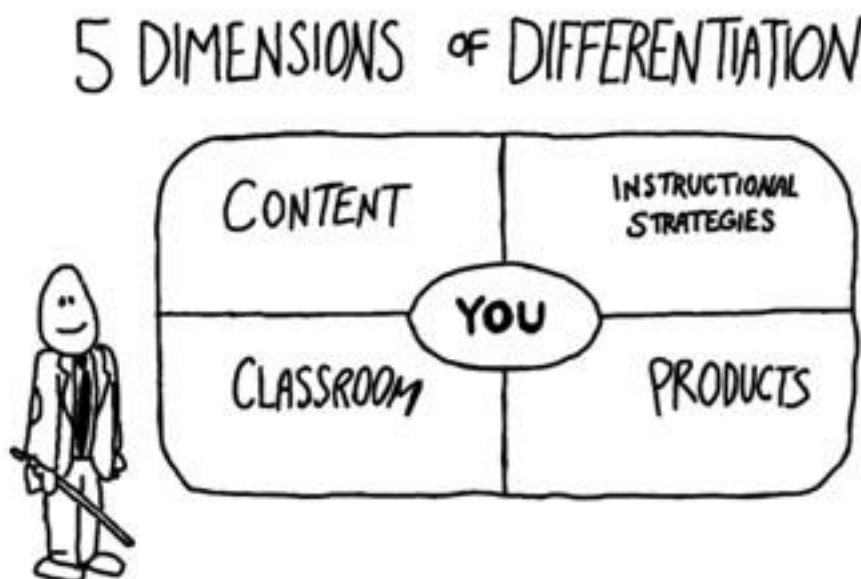 5 DIMENSIONS OF DIFFERENTIATION
CONTENT
INSTRUCTIONAL
STRATEGIES
YOU
CLASSROOM
PRODUCTS